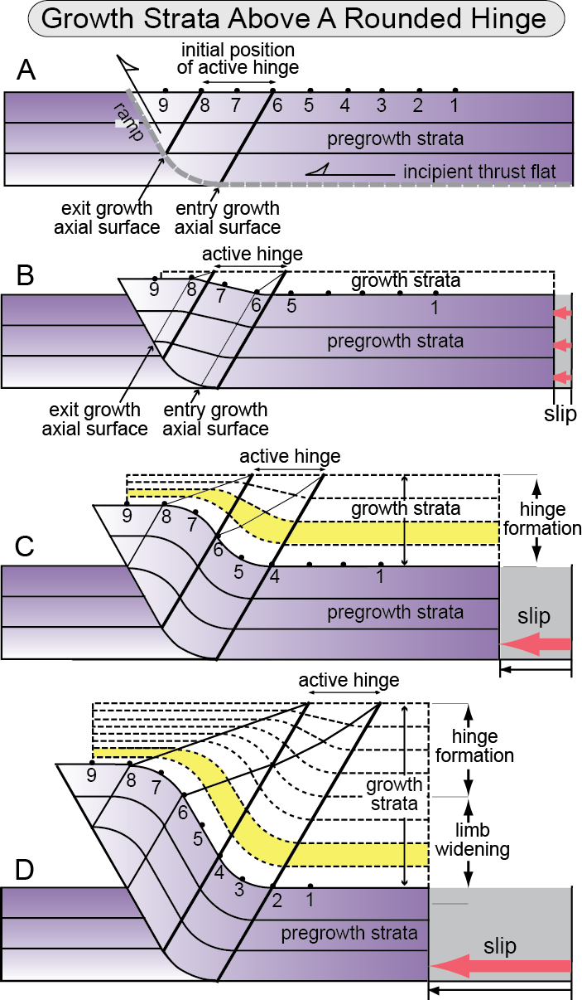 Growth Strata Above A Rounded Hinge
A
initial position
of active hinge
9 8 7 6 5 4 3 2 1
ramp
pregrowth strata
incipient thrust flat
exit growth
axial surface
entry growth
axial surface
B
active hinge
growth strata
9 8 7 6 5 1
pregrowth strata
exit growth
axial surface
entry growth
axial surface
slip
active hinge
growth strata
hinge
formation
9 8 7 6 5 4 1
C
pregrowth strata
slip
active hinge
hinge
formation
growth
strata
limb
widening
9 8 7 6 5 4 3 2 1
D
pregrowth strata
slip